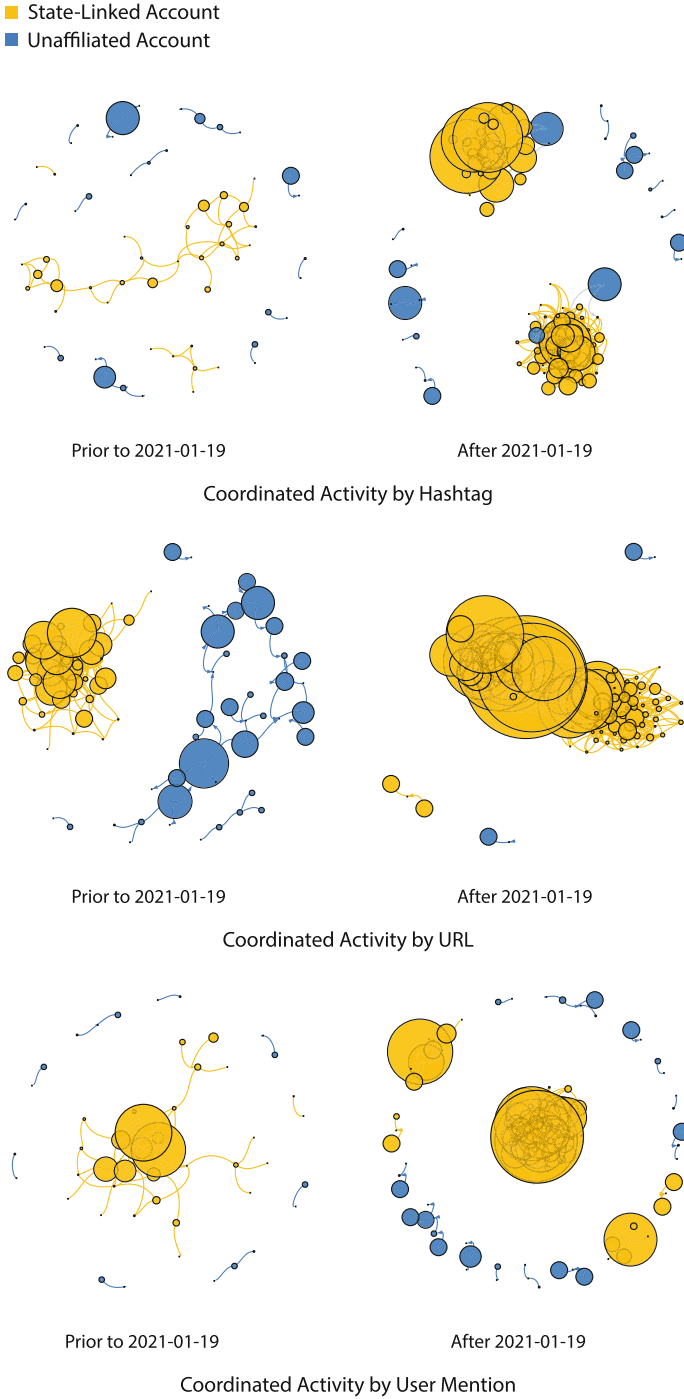 State-Linked Account
Unaffiliated Account
Prior to 2021-01-19
After 2021-01-19
Coordinated Activity by Hashtag
Prior to 2021-01-19
After 2021-01-19
Coordinated Activity by URL
Prior to 2021-01-19
After 2021-01-19
Coordinated Activity by User Mention